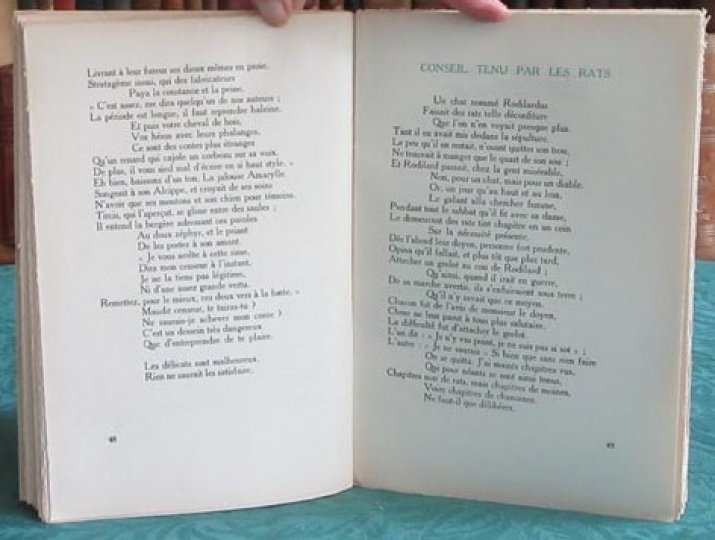 Livrant à leur fureur ses dieux mêmes en proie,
Stratagème inouï, qui des fabricateurs
Paya la constance et la peine.
« C'est assez, me dira quelqu'un de nos auteurs ;
La période est longue, il faut reprendre haleine.
Et puis votre cheval de bois,
Vos héros avec leurs phalanges,
Ce sont des contes plus étranges
Qu'un renard qui cajole un corbeau sur sa voix.
De plus, il vous sied mal d'écrire en si haut style. »
Eh bien, baissons d'un ton. La jalouse Amarylle
Songeait à son Alcippe, et croyait de ses soins
N'avoir que ses moutons et son chien pour témoins.
Tircis, qui l'aperçut, se glisse entre des saules ;
Il entend la bergère adressant ces paroles
Au doux zéphyr, et le priant
De les porter à son amant.
« Je vous arrête à cette rime,
Dira mon censeur à l'instant,
Je ne la tiens pas légitime,
Ni d'une assez grande vertu.
Remettez, pour le mieux, ces deux vers à la fonte. »
Maudit censeur, te tairas-tu ?
Ne saurais-je achever mon conte ?
C'est un dessein très dangereux
Que d'entreprendre de te plaire.
Les délicats sont malheureux.
Rien ne saurait les satisfaire.
48
CONSEIL TENU PAR LES RATS
Un chat nommé Rodilardus
Faisait des rats telle déconfiture
Que l'on n'en voyait presque plus,
Tant il en avait mis dedans la sépulture.
Le peu qu'il en restait, n'osant quitter son trou,
Ne trouvait à manger que le quart de son sou ;
Et Rodilard passait, chez la gent misérable,
Non, pour un chat, mais pour un diable.
Or, un jour qu'au haut et au loin,
Le galant alla chercher femme,
Pendant tout le sabbat qu'il fit avec sa dame,
Le demeurant des rats tint chapitre en un coin
Sur la nécessité présente.
Dès l'abord leur doyen, personne fort prudente,
Opina qu'il fallait, et plus tôt que plus tard,
Attacher un grelot au cou de Rodilard ;
Qu'ainsi, quand il irait en guerre,
De sa marche avertis, ils s'enfuiraient sous terre ;
Qu'il n'y savait que ce moyen.
Chacun fut de l'avis de monsieur le doyen.
Chose ne leur parut à tous plus salutaire.
La difficulté fut d'attacher le grelot.
L'un dit : « Je n'y vas point, je ne suis pas si sot » ;
L'autre : « Je ne saurais » Si bien que sans rien faire
On se quitta. J'ai maints chapitres vus,
Qui pour néants se sont ainsi tenus,
Chapitres non de rats, mais chapitres de moines,
Voire chapitres de chanoines.
Ne faut-il que délibérer,